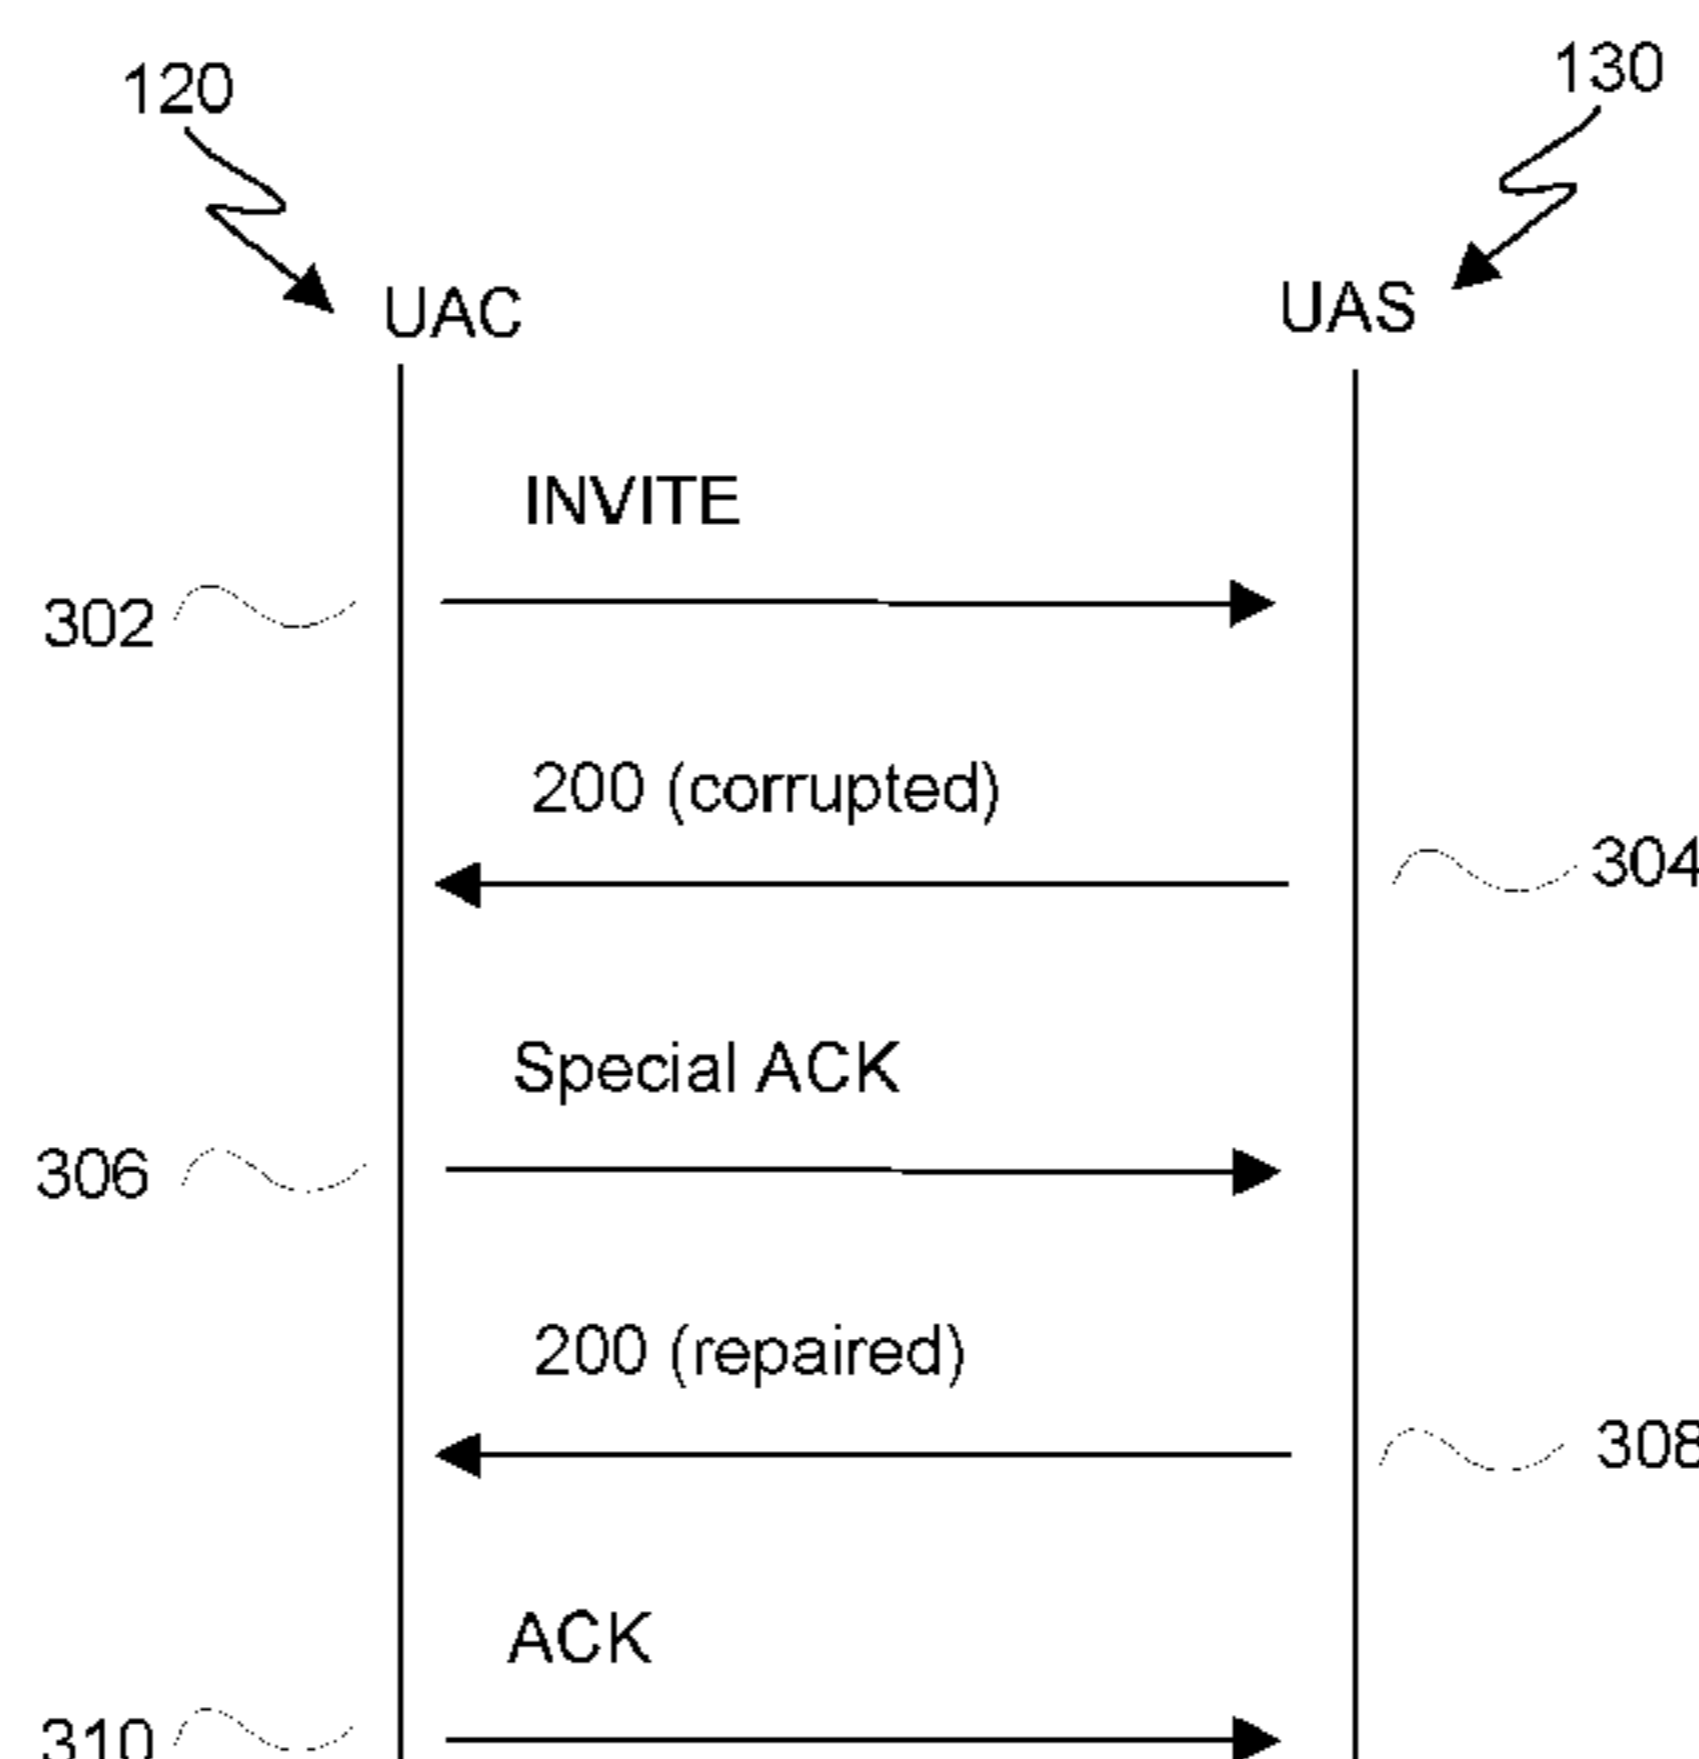 120
130
UAC
UAS
INVITE
302
200 (corrupted)
304
Special ACK
306
200 (repaired)
308
ACK
310